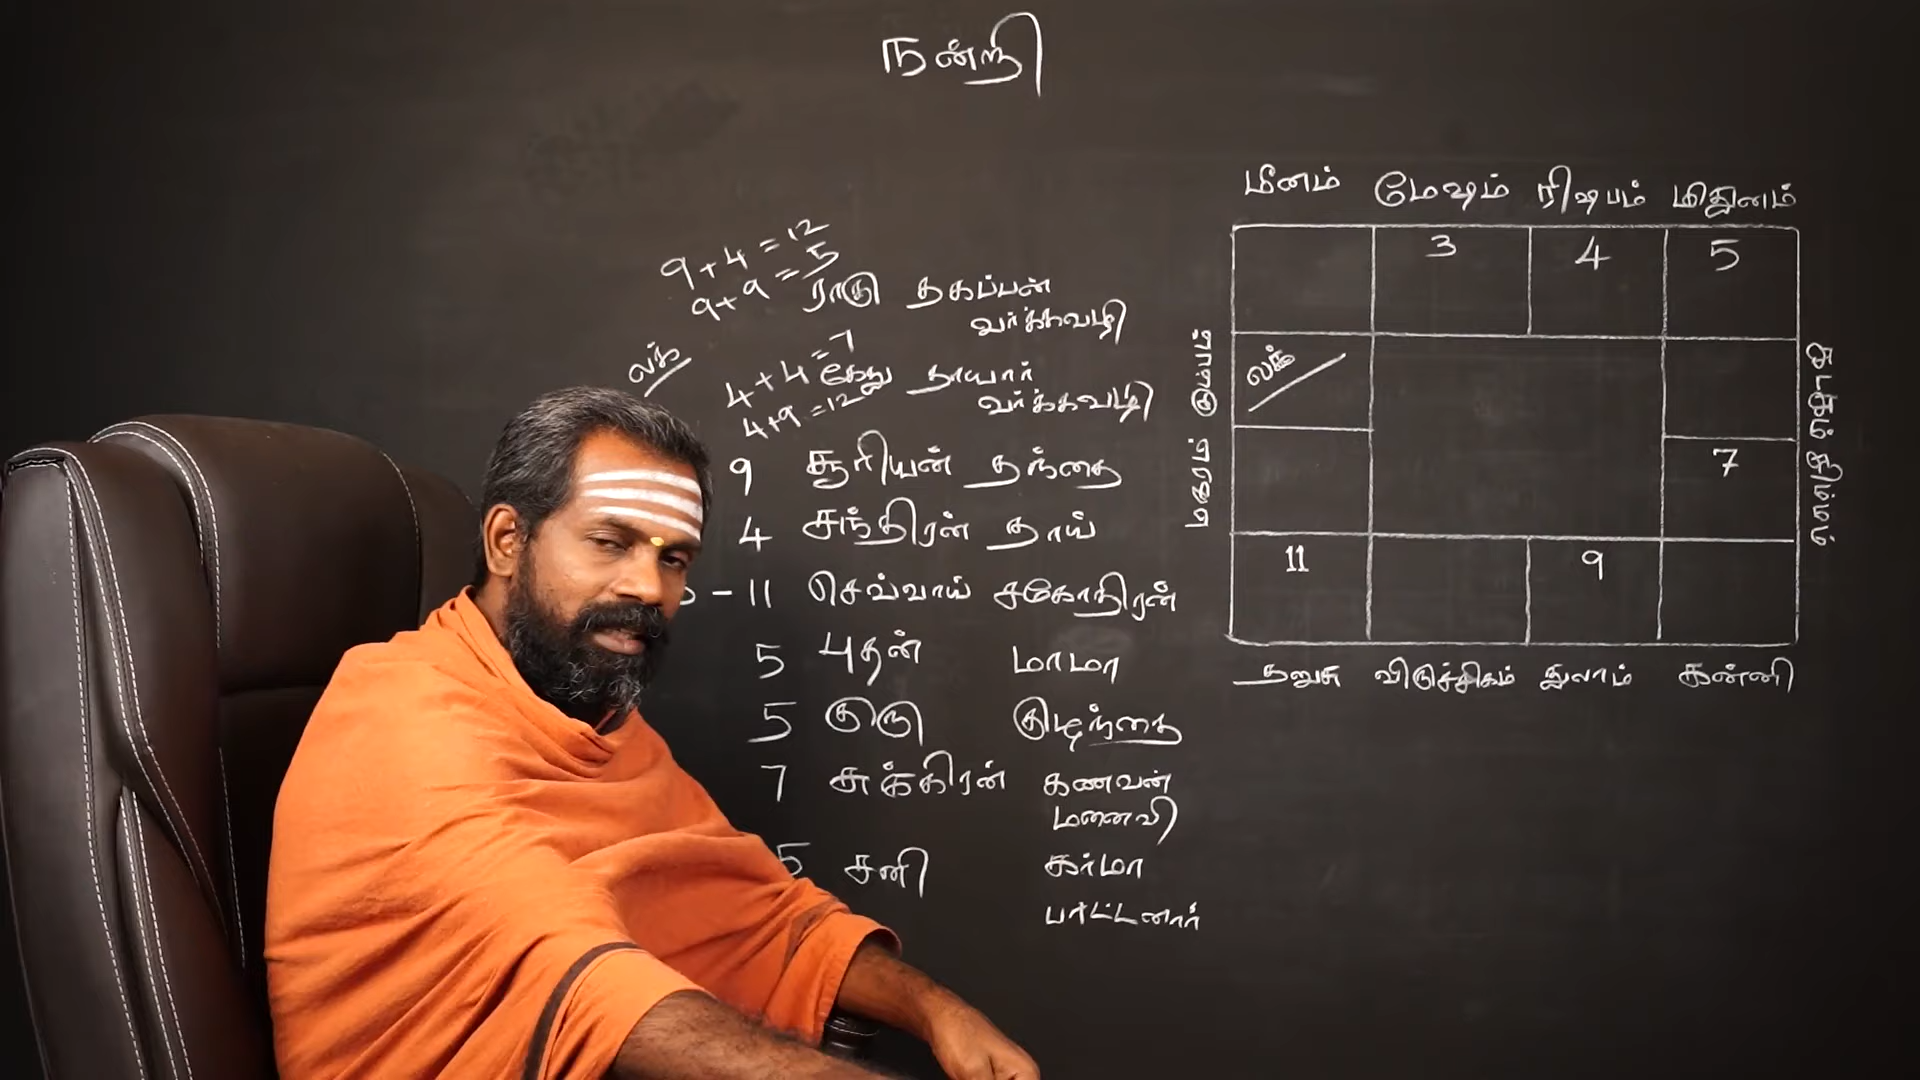 நன்றி
9+4=12
9+9=5
ராகு தகப்பன்
வர்க்கவழி
லக்
4+4=7
கேது தாயார்
4+9=12
வர்க்கவழி
9 சூரியன் தந்தை
4 சந்திரன் தாய்
- 11 செவ்வாய் சகோதிரன்
5 புதன் மாமா
5 குரு குழந்தை
7 சுக்கிரன் கணவன்
மனைவி
5 சனி கர்மா
பாட்டனார்
மீனம் மேஷம் ரிஷபம் மிதுனம்
3 4 5
கும்பம் லக் கடகம்
மகரம் 7 சிம்மம்
11 9
தனுசு விருச்சிகம் துலாம் கன்னி